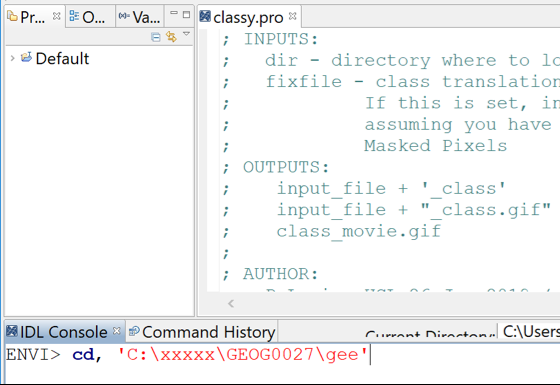 Pr... O... Va...
Default
classy.pro
; INPUTS:
; dir - directory where to lo
; fixfile - class translation
; If this is set, in
; assuming you have
; Masked Pixels
; OUTPUTS:
; input_file + '_class'
; input_file + "_class.gif"
; class_movie.gif
;
; AUTHOR:
IDL Console Command History
Current Directory: C:\Users
ENVI> cd, 'C:\xxxxx\GEOG0027\gee'